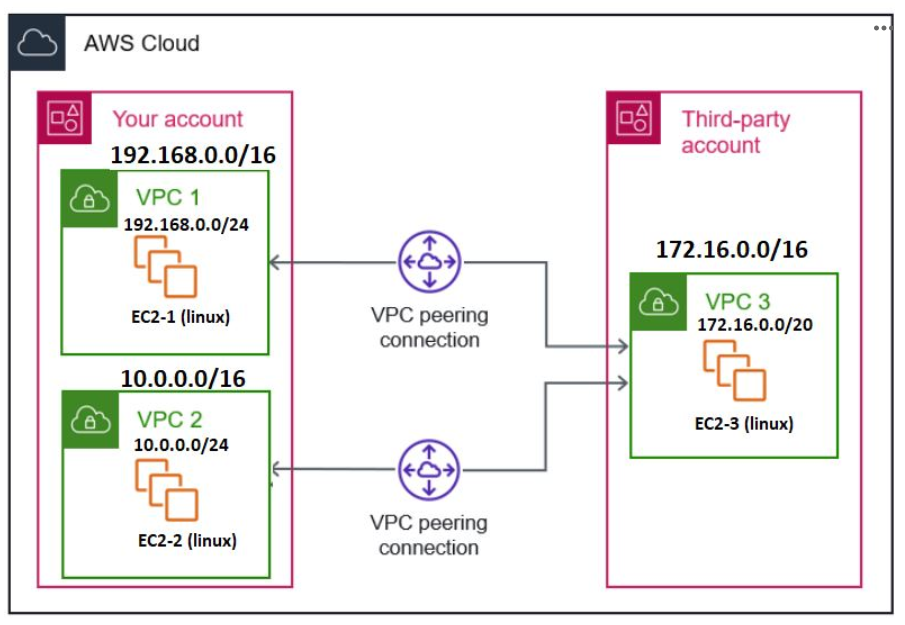 AWS Cloud
Your account
192.168.0.0/16
VPC 1
192.168.0.0/24
EC2-1 (linux)
10.0.0.0/16
VPC 2
10.0.0.0/24
EC2-2 (linux)
VPC peering
connection
VPC peering
connection
Third-party
account
172.16.0.0/16
VPC 3
172.16.0.0/20
EC2-3 (linux)